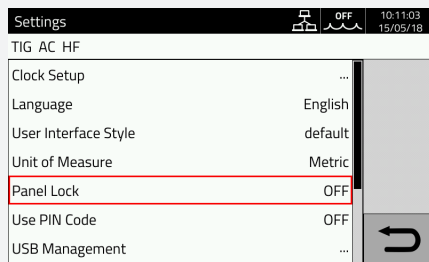 Settings
OFF
10:11:03
15/05/18
TIG AC HF
Clock Setup ...
Language English
User Interface Style default
Unit of Measure Metric
Panel Lock OFF
Use PIN Code OFF
USB Management ...